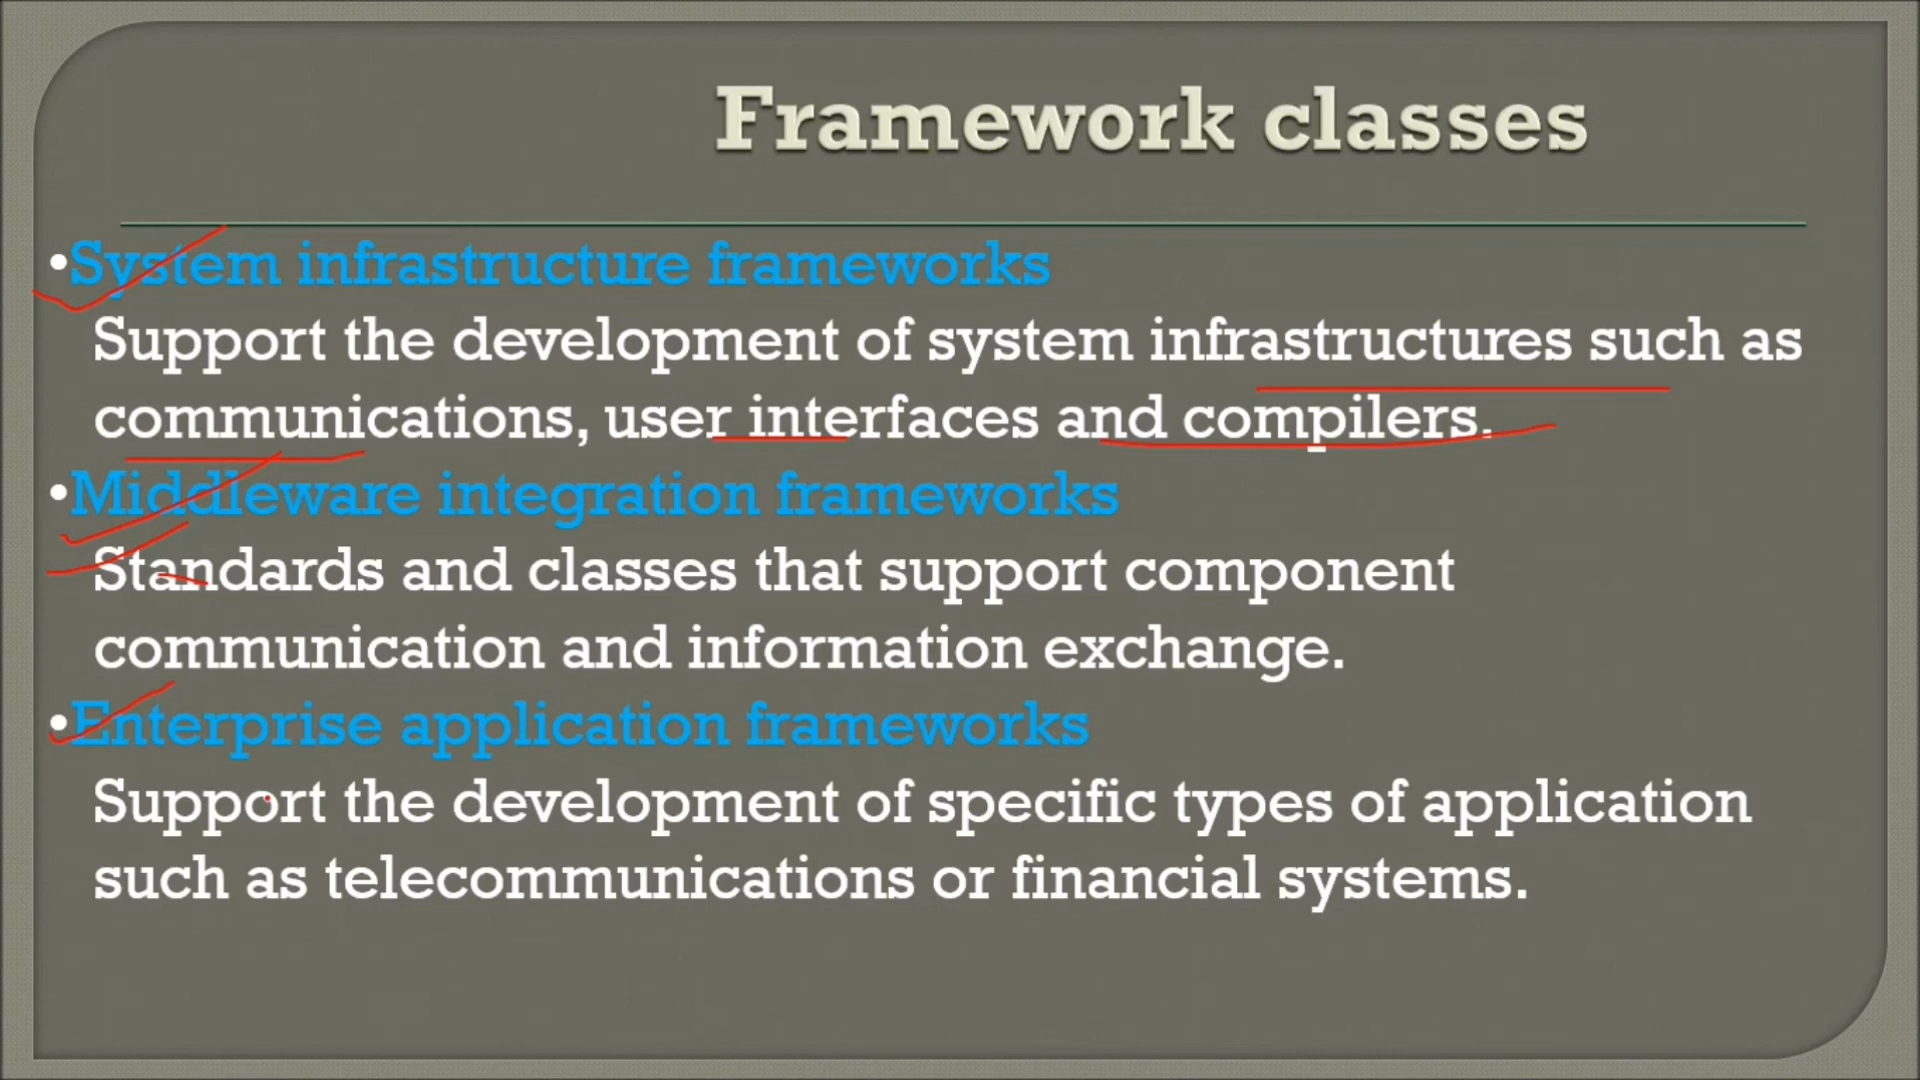 Framework classes
•System infrastructure frameworks
Support the development of system infrastructures such as
communications, user interfaces and compilers.
•Middleware integration frameworks
Standards and classes that support component
communication and information exchange.
•Enterprise application frameworks
Support the development of specific types of application
such as telecommunications or financial systems.